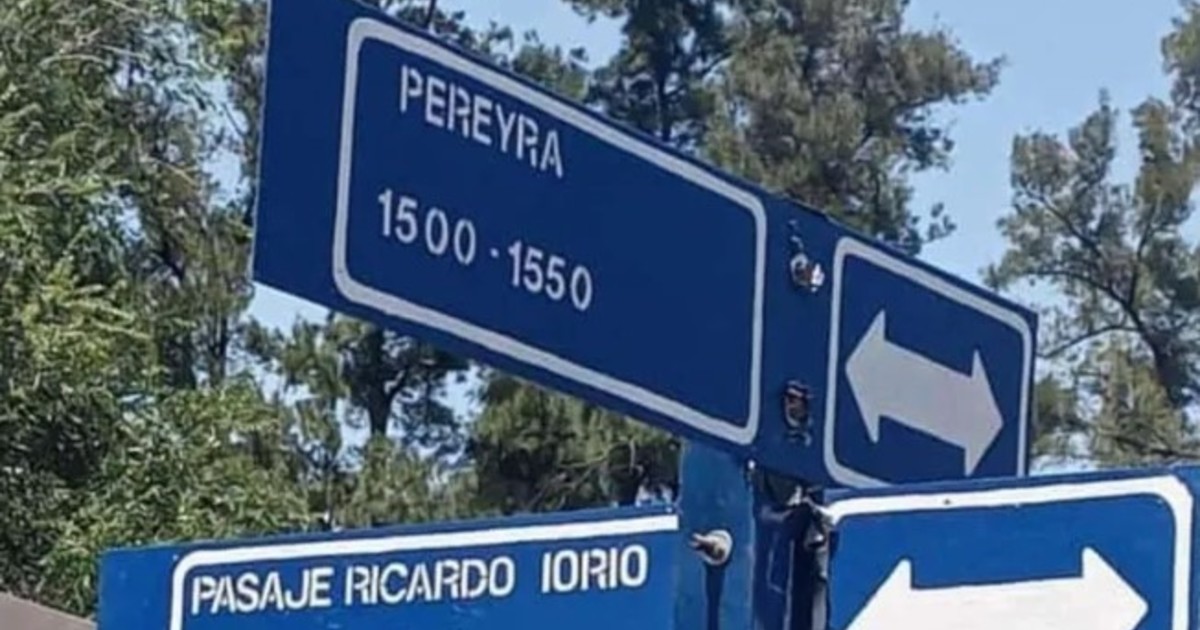 PEREYRA
1500 - 1550
PASAJE RICARDO IORIO